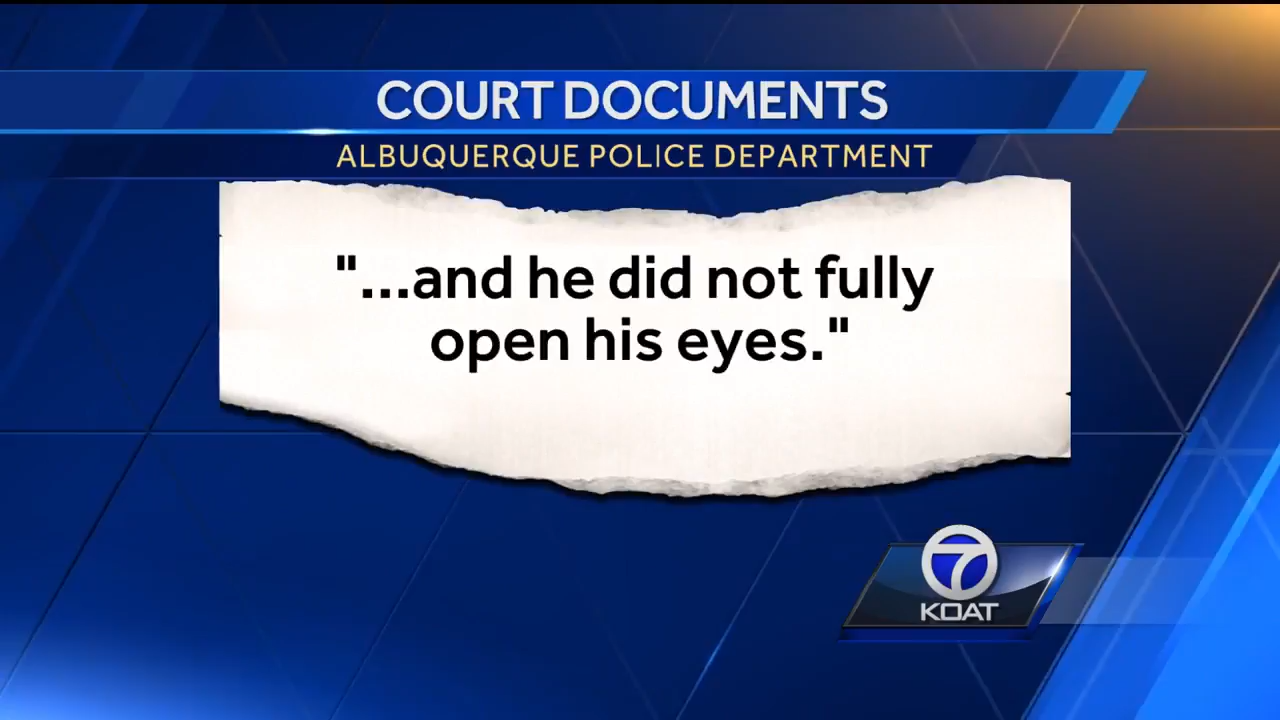 COURT DOCUMENTS
ALBUQUERQUE POLICE DEPARTMENT
"...and he did not fully
open his eyes."
7
KOAT